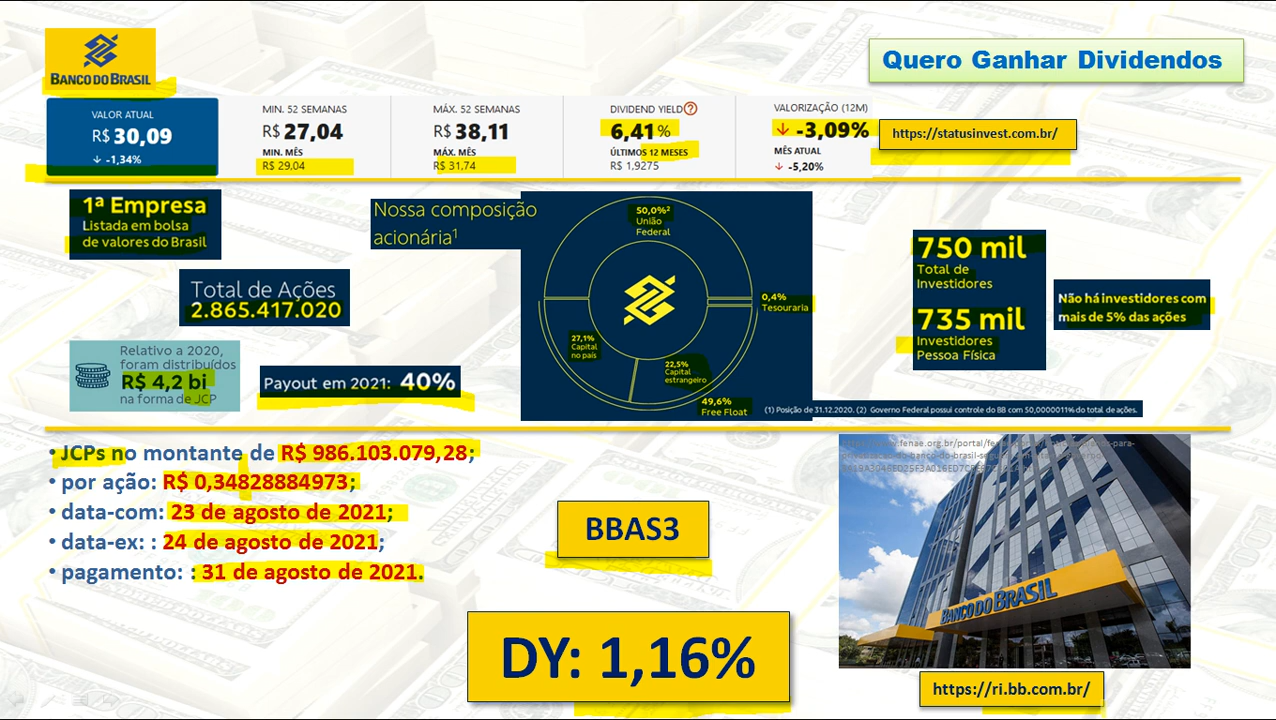 BANCO DO BRASIL
Quero Ganhar Dividendos
VALOR ATUAL
R$ 30,09
-1,34%
MIN. 52 SEMANAS
R$ 27,04
MIN. MÊS
R$ 29,04
MÁX. 52 SEMANAS
R$ 38,11
MÁX. MÊS
R$ 31,74
DIVIDEND YIELD ?
6,41 %
ÚLTIMOS 12 MESES
R$ 1,9275
VALORIZAÇÃO (12M)
-3,09%
MÊS ATUAL
-5,20%
https://statusinvest.com.br/
1ª Empresa
Listada em bolsa
de valores do Brasil
Total de Ações
2.865.417.020
Relativo a 2020,
foram distribuídos
R$ 4,2 bi
na forma de JCP
Payout em 2021: 40%
Nossa composição
acionária¹
50,0%²
União
Federal
0,4%
Tesouraria
27,1%
Capital
no país
22,5%
Capital
estrangeiro
49,6%
Free Float
(1) Posição de 31.12.2020. (2) Governo Federal possui controle do BB com 50,0000011% do total de ações.
750 mil
Total de
Investidores
735 mil
Investidores
Pessoa Física
Não há investidores com
mais de 5% das ações
• JCPs no montante de R$ 986.103.079,28;
• por ação: R$ 0,34828884973;
• data-com: 23 de agosto de 2021;
• data-ex: : 24 de agosto de 2021;
• pagamento: : 31 de agosto de 2021.
BBAS3
DY: 1,16%
BANCO DO BRASIL
https://ri.bb.com.br/